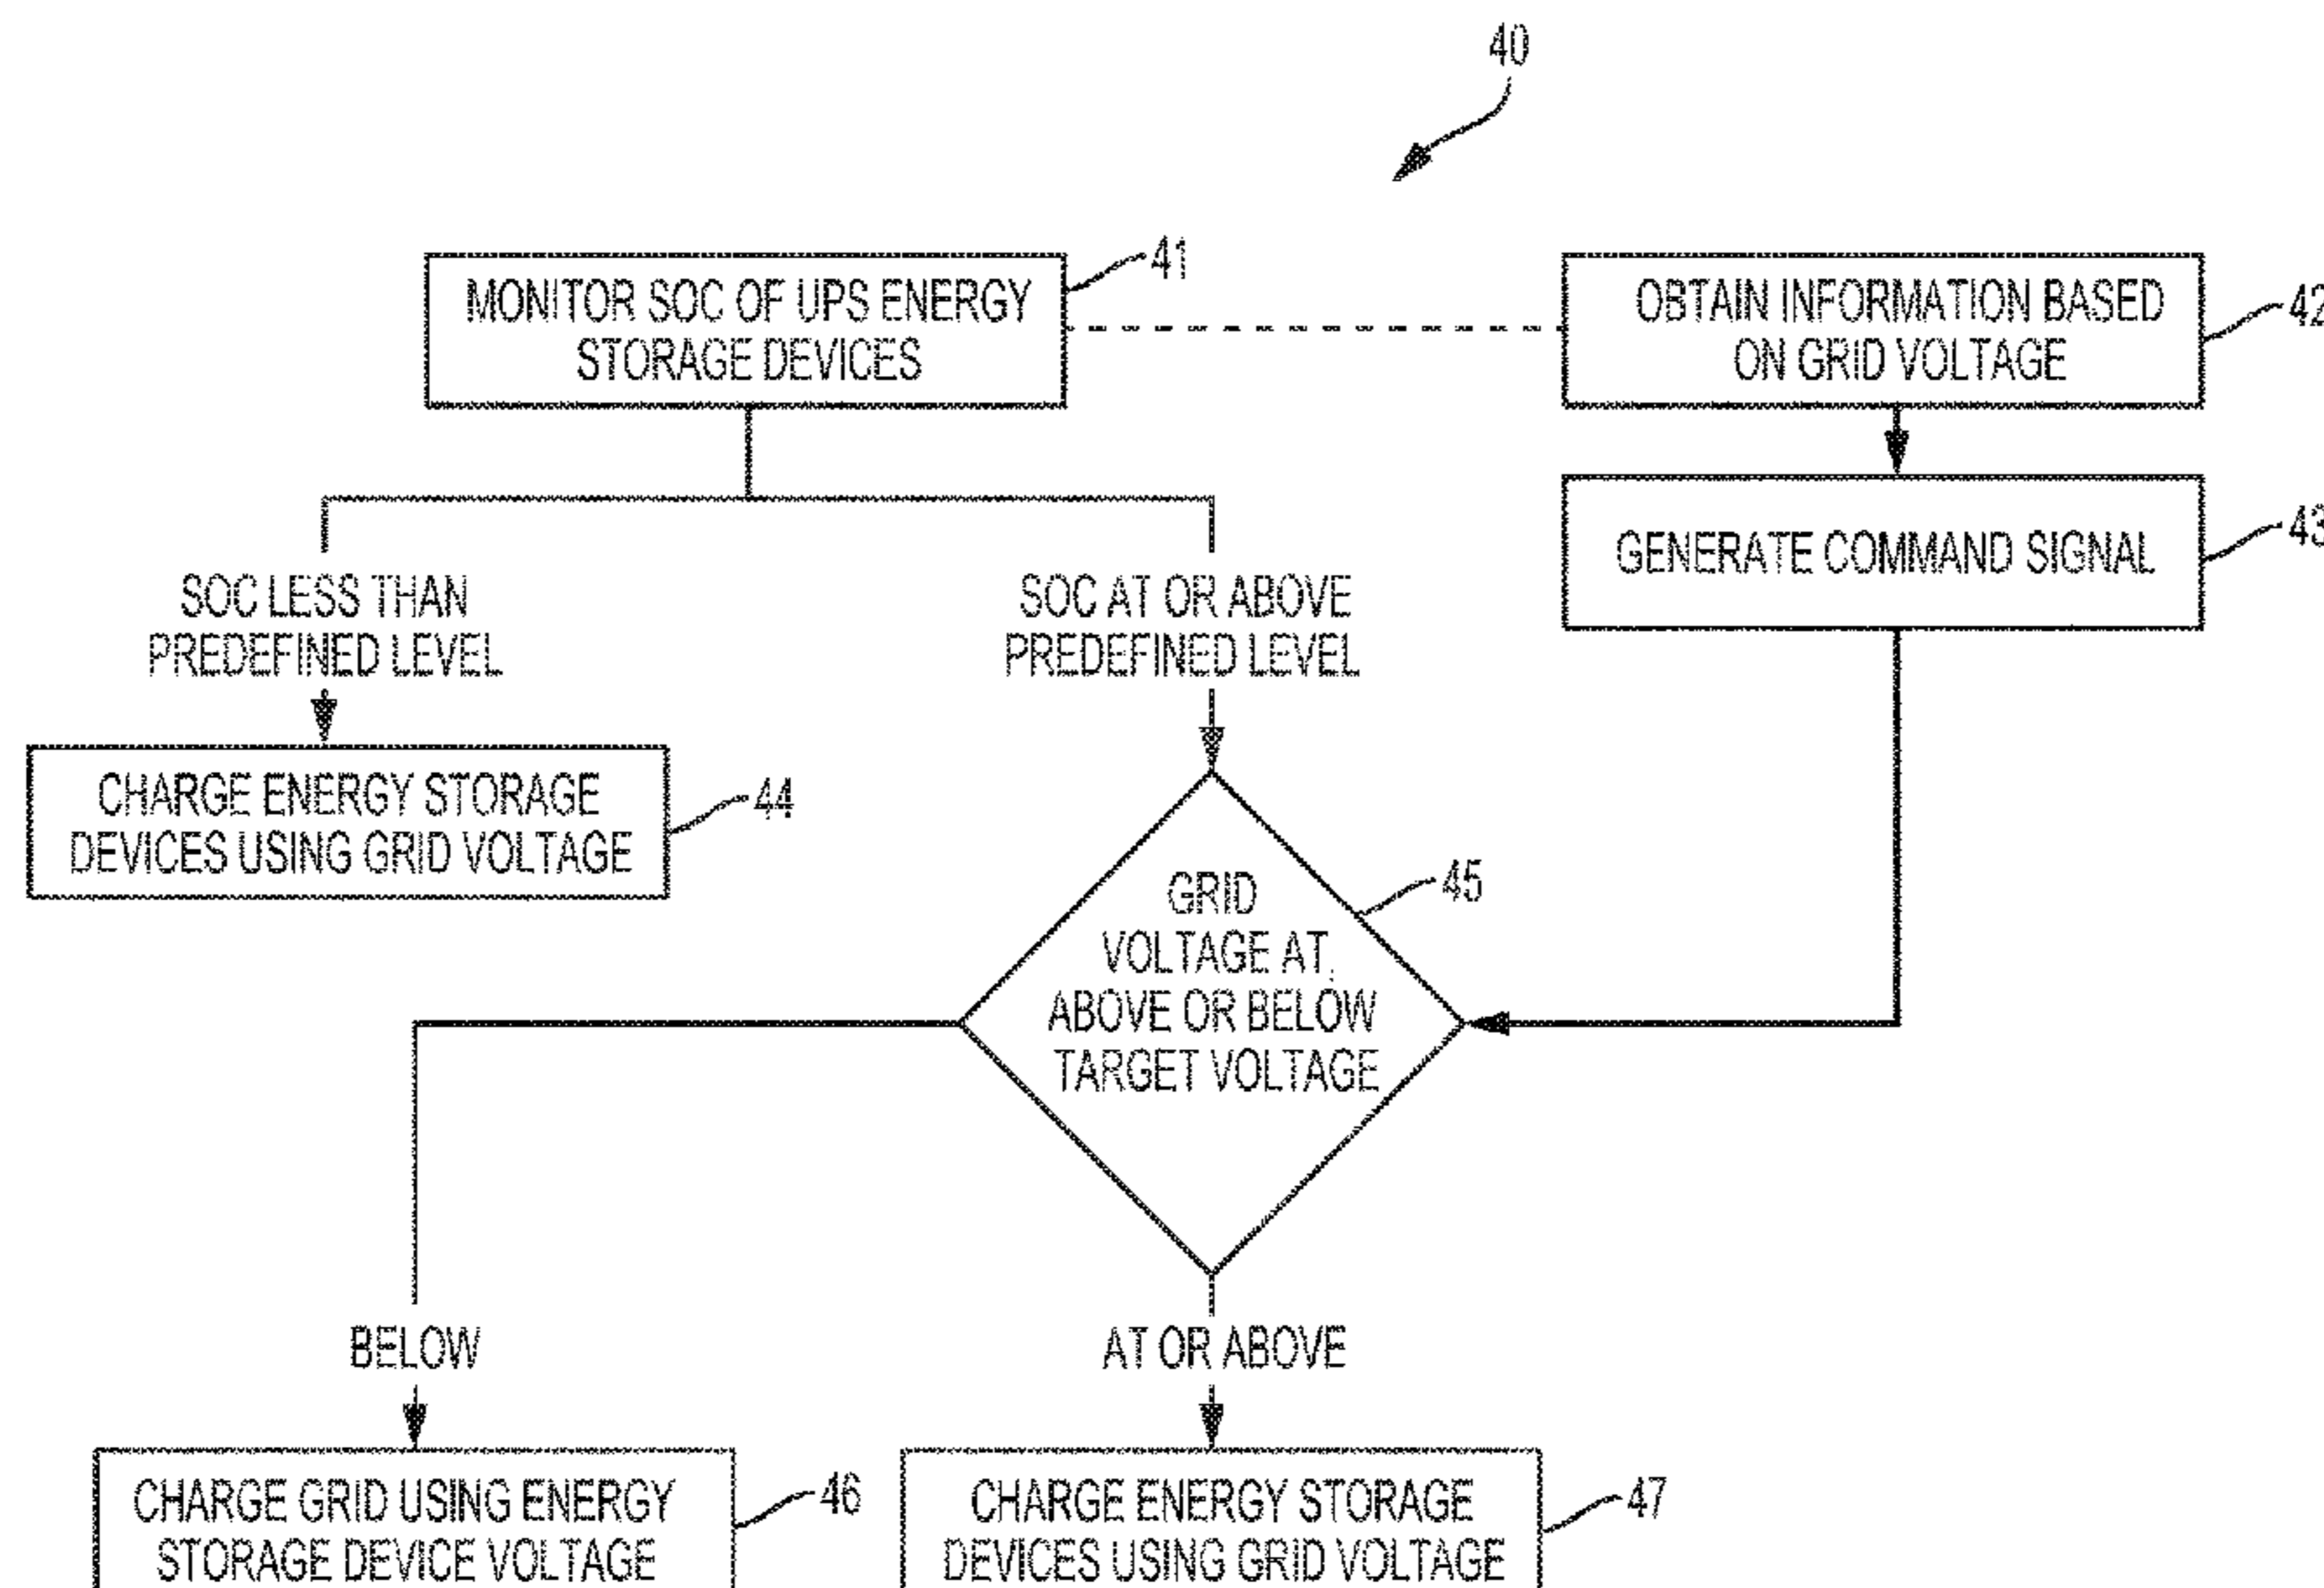 40
41
MONITOR SOC OF UPS ENERGY
STORAGE DEVICES
OBTAIN INFORMATION BASED
ON GRID VOLTAGE
42
GENERATE COMMAND SIGNAL
43
SOC LESS THAN
PREDEFINED LEVEL
SOC AT OR ABOVE
PREDEFINED LEVEL
CHARGE ENERGY STORAGE
DEVICES USING GRID VOLTAGE
44
GRID
VOLTAGE AT,
ABOVE OR BELOW
TARGET VOLTAGE
45
BELOW
AT OR ABOVE
CHARGE GRID USING ENERGY
STORAGE DEVICE VOLTAGE
46
CHARGE ENERGY STORAGE
DEVICES USING GRID VOLTAGE
47